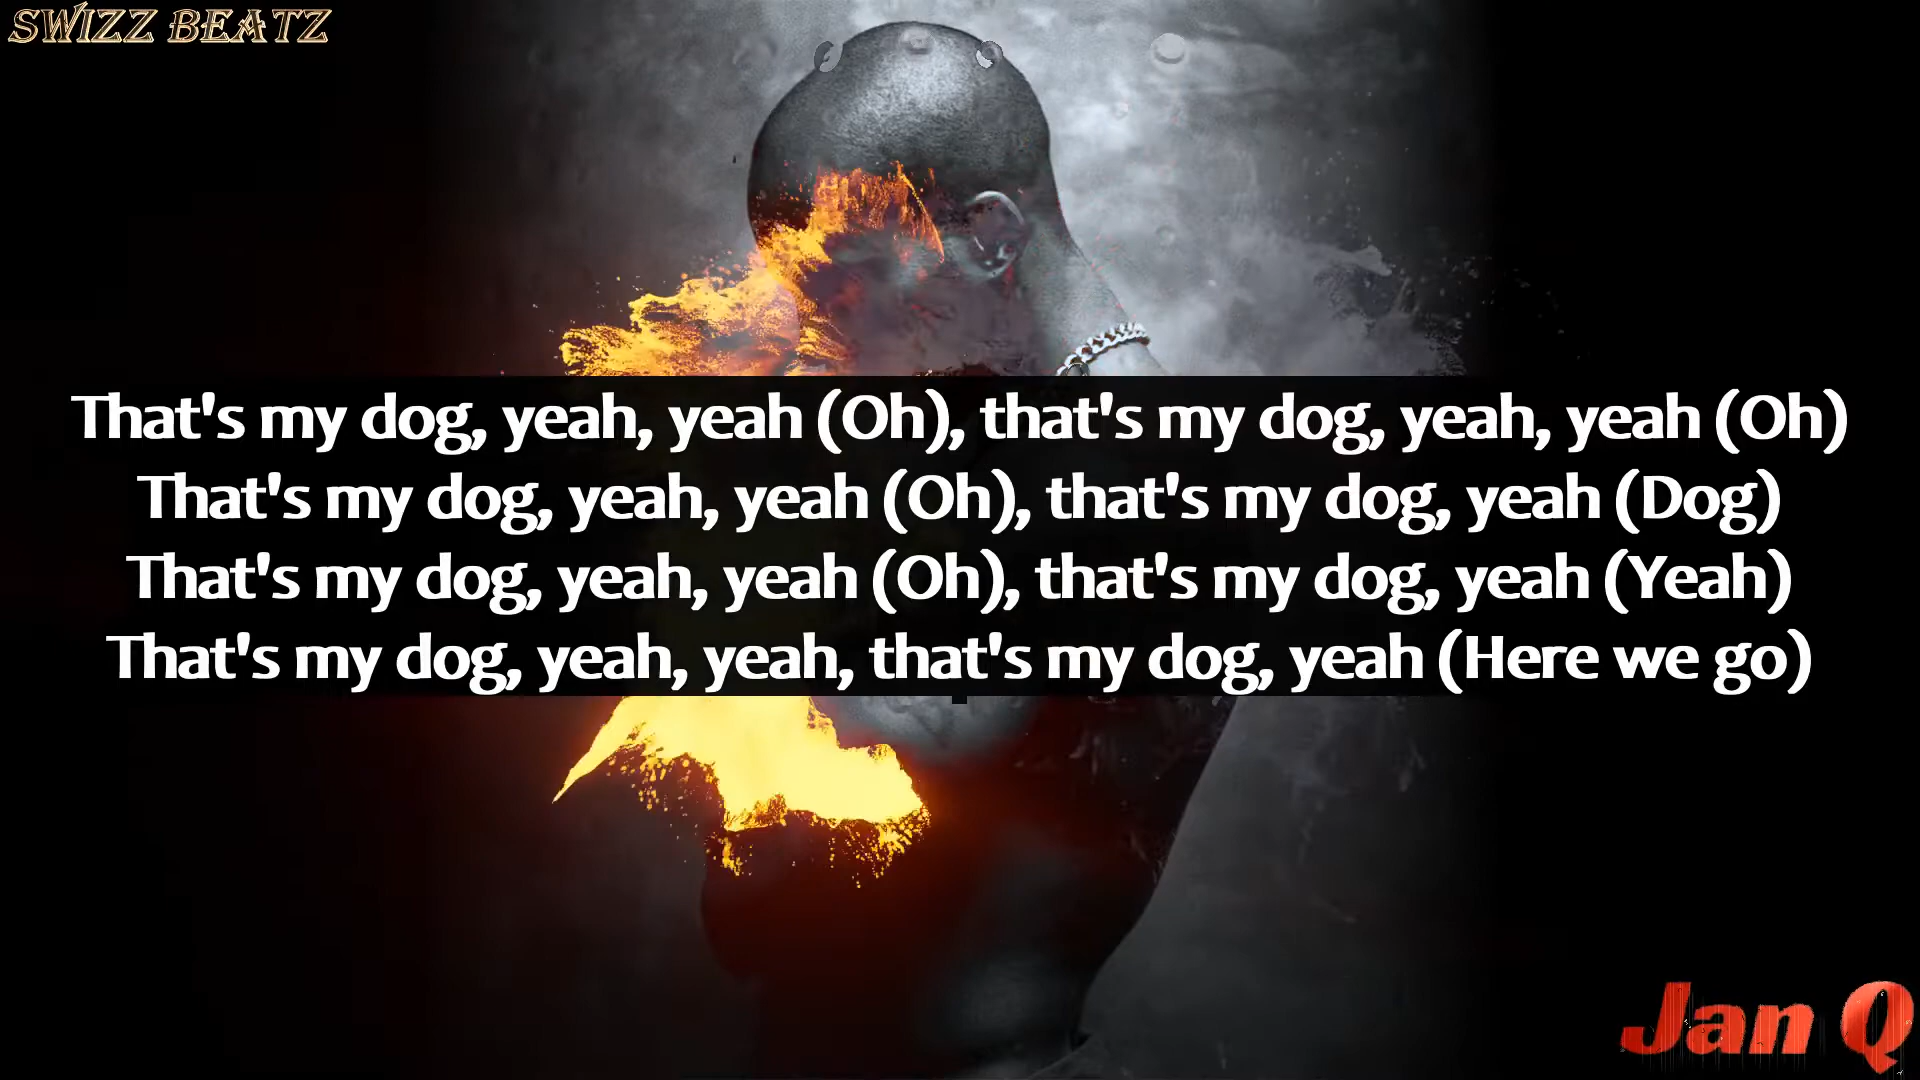 SWIZZ BEATZ
That's my dog, yeah, yeah (Oh), that's my dog, yeah, yeah (Oh)
That's my dog, yeah, yeah (Oh), that's my dog, yeah (Dog)
That's my dog, yeah, yeah (Oh), that's my dog, yeah (Yeah)
That's my dog, yeah, yeah, that's my dog, yeah (Here we go)
Jan Q